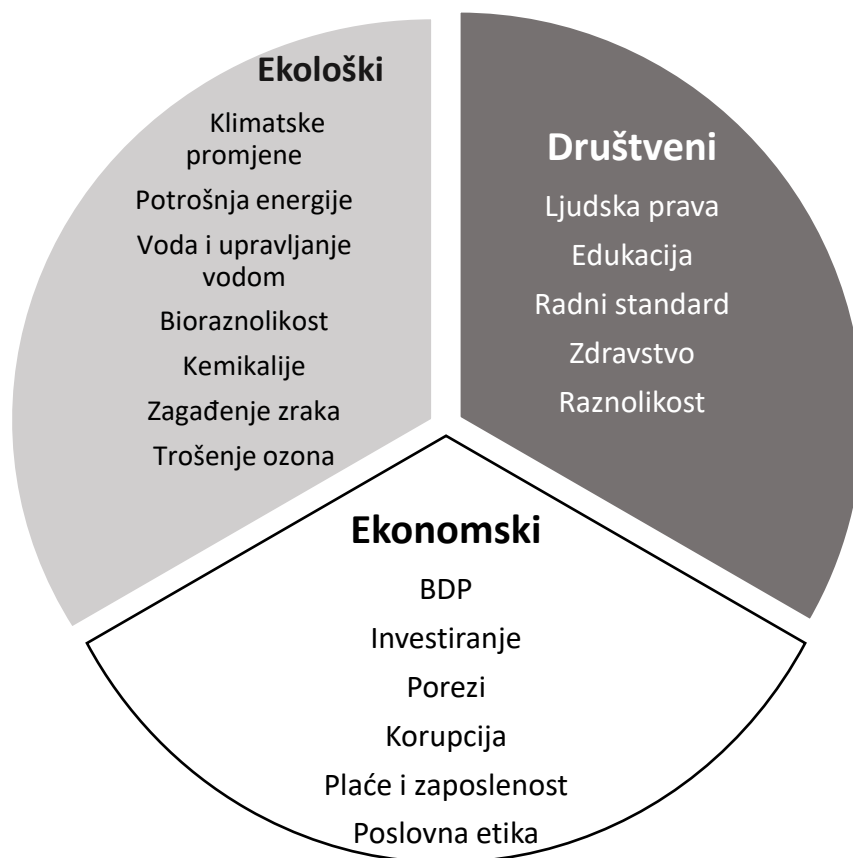 Ekološki
Klimatske
promjene
Potrošnja energije
Voda i upravljanje
vodom
Bioraznolikost
Kemikalije
Zagađenje zraka
Trošenje ozona
Društveni
Ljudska prava
Edukacija
Radni standard
Zdravstvo
Raznolikost
Ekonomski
BDP
Investiranje
Porezi
Korupcija
Plaće i zaposlenost
Poslovna etika